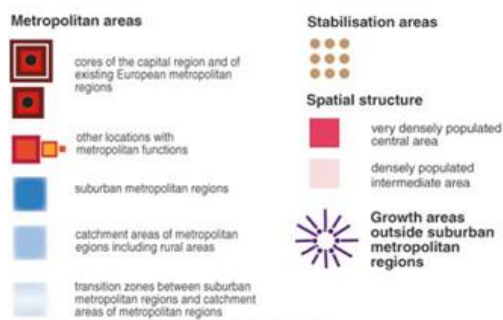 Metropolitan areas
cores of the capital region and of
existing European metropolitan
regions
other locations with
metropolitan functions
suburban metropolitan regions
catchment areas of metropolitan
egions including rural areas
transition zones between suburban
metropolitan regions and catchment
areas of metropolitan regions
Stabilisation areas
Spatial structure
very densely populated
central area
densely populated
intermediate area
Growth areas
outside suburban
metropolitan
regions